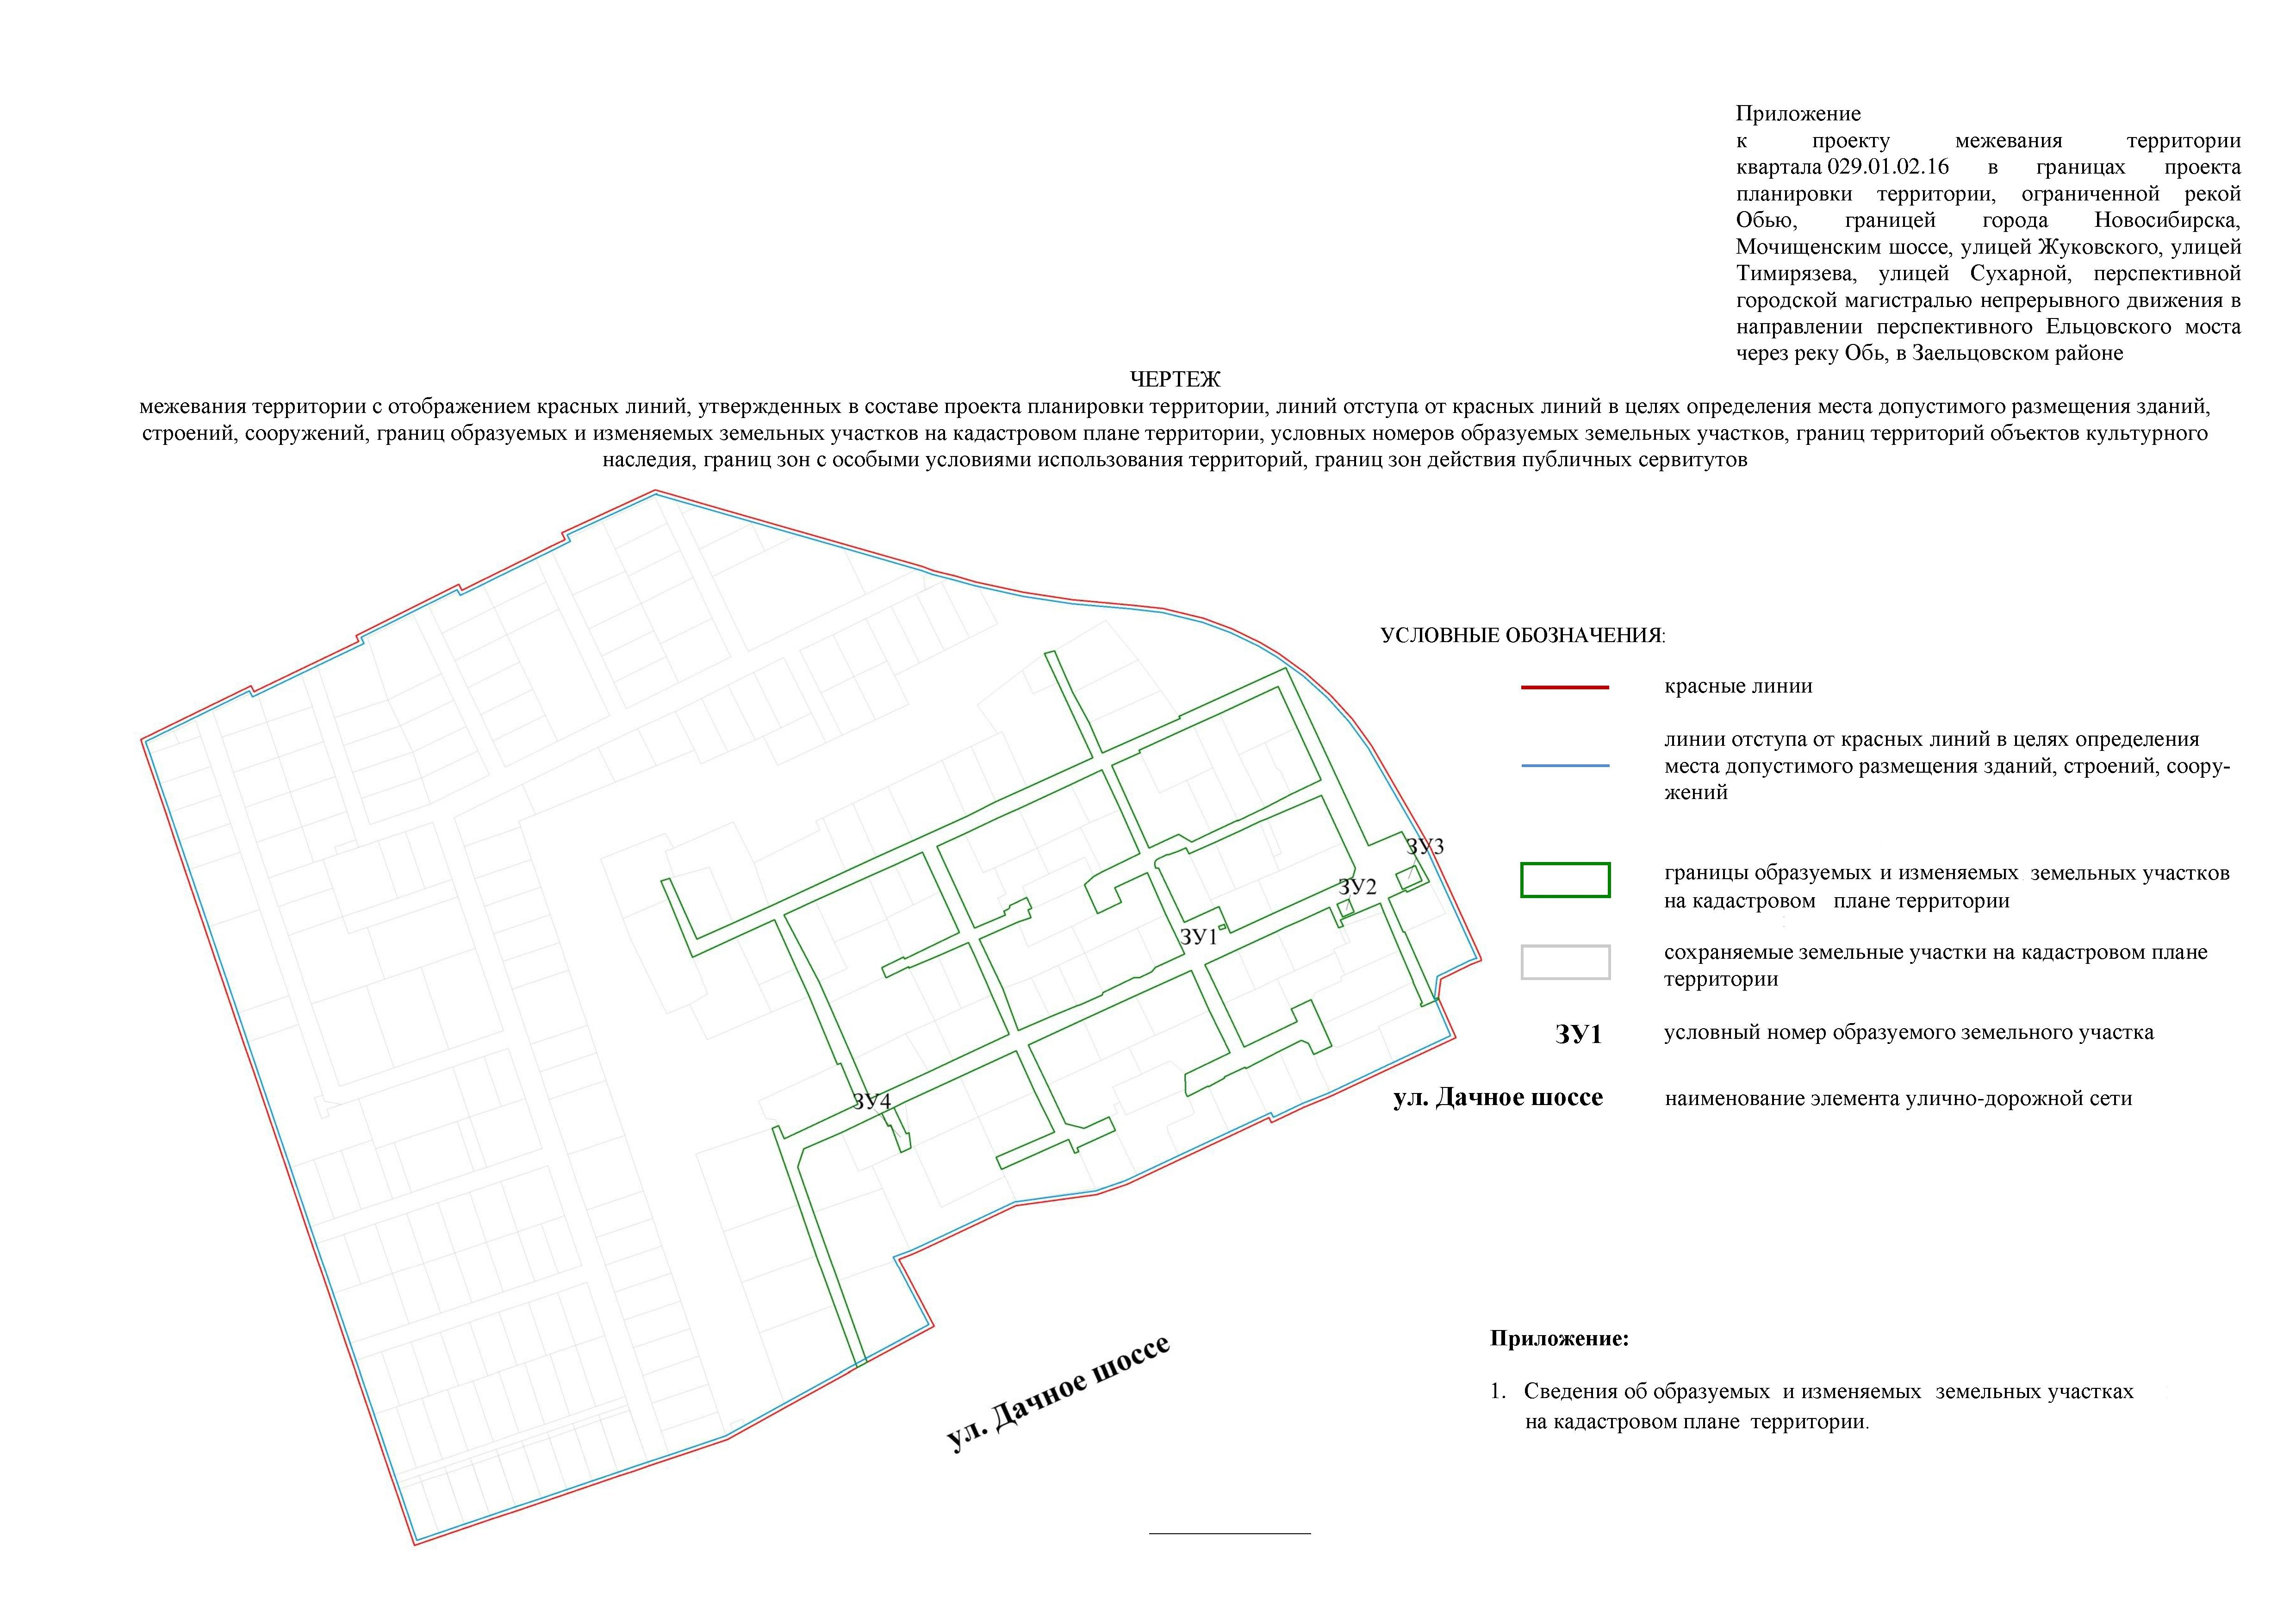 Приложение
к проекту межевания территории
квартала 029.01.02.16 в границах проекта
планировки территории, ограниченной рекой
Обью, границей города Новосибирска,
Мочищенским шоссе, улицей Жуковского, улицей
Тимирязева, улицей Сухарной, перспективной
городской магистралью непрерывного движения в
направлении перспективного Ельцовского моста
через реку Обь, в Заельцовском районе
ЧЕРТЕЖ
межевания территории с отображением красных линий, утвержденных в составе проекта планировки территории, линий отступа от красных линий в целях определения места допустимого размещения зданий,
строений, сооружений, границ образуемых и изменяемых земельных участков на кадастровом плане территории, условных номеров образуемых земельных участков, границ территорий объектов культурного
наследия, границ зон с особыми условиями использования территорий, границ зон действия публичных сервитутов
УСЛОВНЫЕ ОБОЗНАЧЕНИЯ:
красные линии
линии отступа от красных линий в целях определения
места допустимого размещения зданий, строений, соору-
жений
границы образуемых и изменяемых земельных участков
на кадастровом плане территории
сохраняемые земельные участки на кадастровом плане
территории
ЗУ1 условный номер образуемого земельного участка
ул. Дачное шоссе наименование элемента улично-дорожной сети
ЗУ3
ЗУ2
ЗУ1
ЗУ4
ул. Дачное шоссе
Приложение:
1. Сведения об образуемых и изменяемых земельных участках
на кадастровом плане территории.